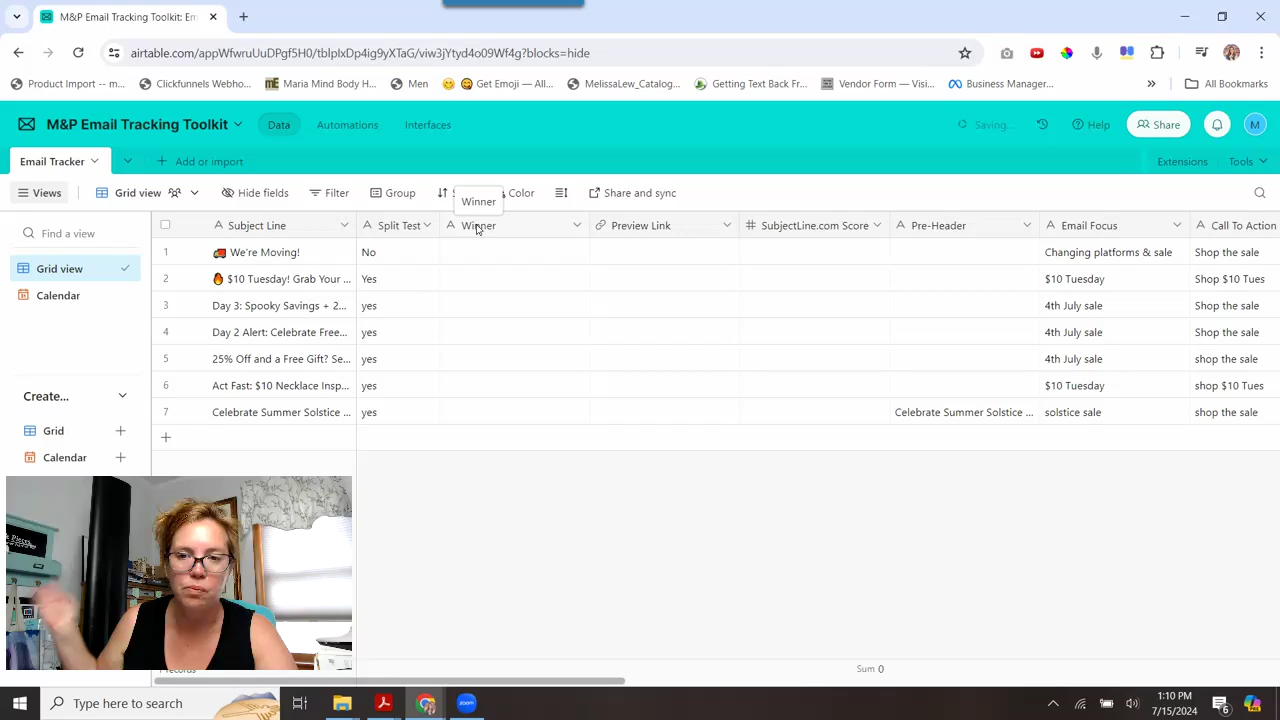 M&P Email Tracking Toolkit: Em
airtable.com/appWfwruUuDPgf5H0/tblpIxDp4jq9yXTaG/viw3jYtyd4o09Wf4g?blocks=hide
Product Import -- m...
Clickfunnels Webho...
Maria Mind Body H...
Men
Get Emoji — All...
MelissaLew_Catalog...
Getting Text Back Fr...
Vendor Form — Visi...
Business Manager...
All Bookmarks
M&P Email Tracking Toolkit
Data
Automations
Interfaces
Saving...
Help
Share
M
Email Tracker
Add or import
Extensions
Tools
Views
Grid view
Hide fields
Filter
Group
Color
Share and sync
Winner
Find a view
Grid view
Calendar
Create...
Grid
Calendar
Subject Line Split Test Winner Preview Link SubjectLine.com Score Pre-Header Email Focus Call To Action
1 🚚 We're Moving! No Changing platforms & sale Shop the sale
2 🔥 $10 Tuesday! Grab Your ... Yes $10 Tuesday Shop $10 Tues
3 Day 3: Spooky Savings + 2... Yes 4th July sale Shop the sale
4 Day 2 Alert: Celebrate Free... yes 4th July sale Shop the sale
5 25% Off and a Free Gift? Se... yes 4th July sale shop the sale
6 Act Fast: $10 Necklace Insp... yes $10 Tuesday shop $10 Tues
7 Celebrate Summer Solstice ... yes Celebrate Summer Solstice ... solstice sale shop the sale
Sum 0
Type here to search
1:10 PM
7/15/2024
6